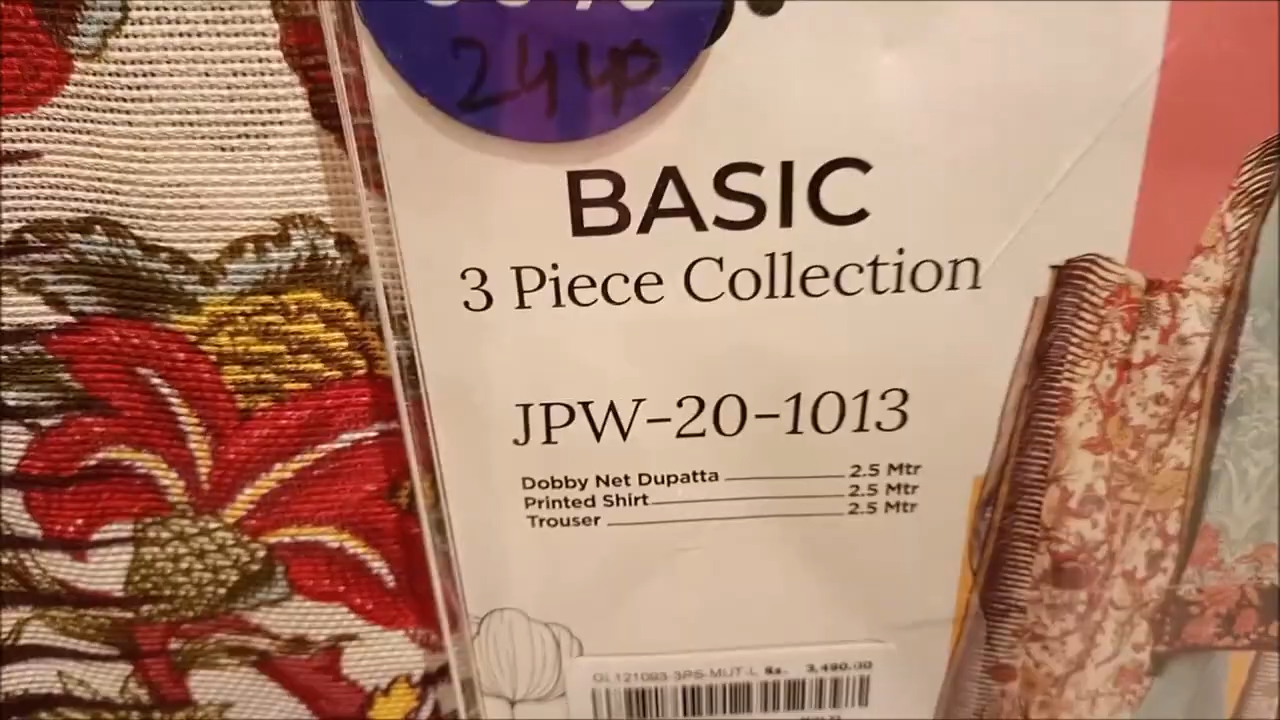 BASIC
3 Piece Collection
JPW-20-1013
Dobby Net Dupatta 2.5 Mtr
Printed Shirt 2.5 Mtr
Trouser 2.5 Mtr
Rs. 3,490.00